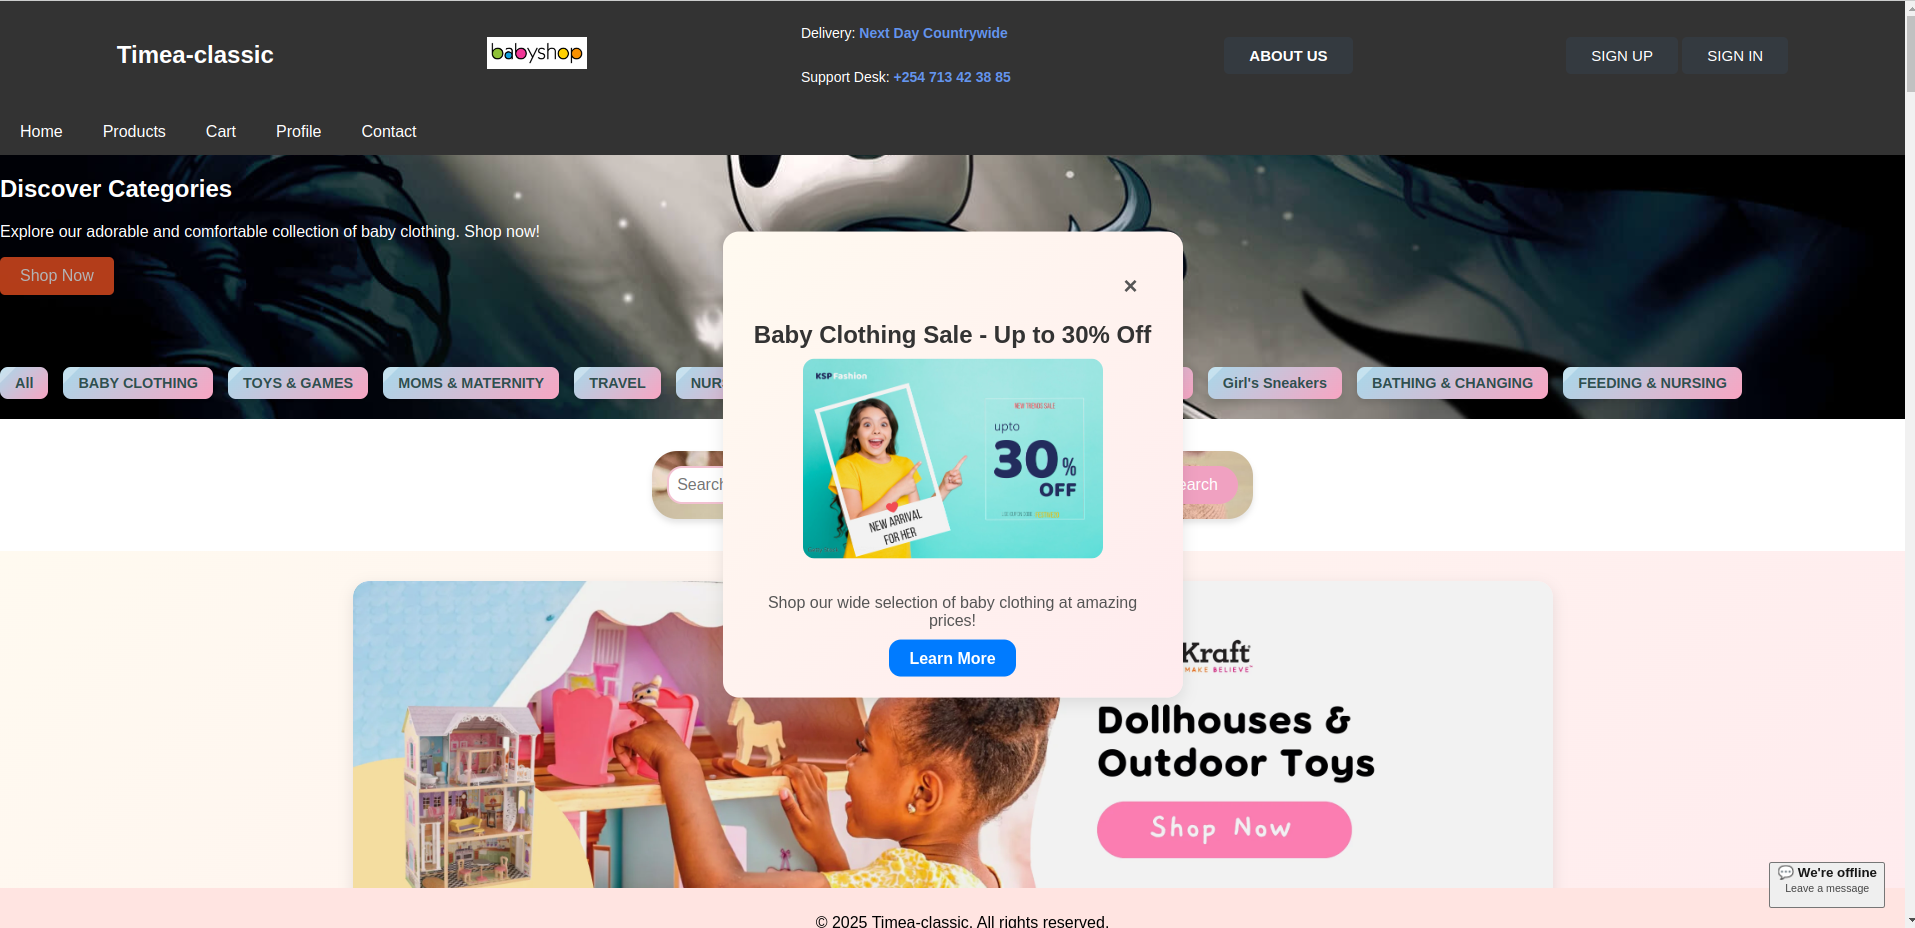 Timea-classic
babyshop
Delivery: Next Day Countrywide
Support Desk: +254 713 42 38 85
ABOUT US
SIGN UP
SIGN IN
Home
Products
Cart
Profile
Contact
Discover Categories
Explore our adorable and comfortable collection of baby clothing. Shop now!
Shop Now
All
BABY CLOTHING
TOYS & GAMES
MOMS & MATERNITY
TRAVEL
Girl's Sneakers
BATHING & CHANGING
FEEDING & NURSING
×
Baby Clothing Sale - Up to 30% Off
KSP Fashion
NEW TRENDS SALE
upto
30%
OFF
NEW ARRIVAL
FOR HER
Shop our wide selection of baby clothing at amazing
prices!
Learn More
Search
Kraft
MAKE BELIEVE
Dollhouses &
Outdoor Toys
Shop Now
We're offline
Leave a message
© 2025 Timea-classic. All rights reserved.